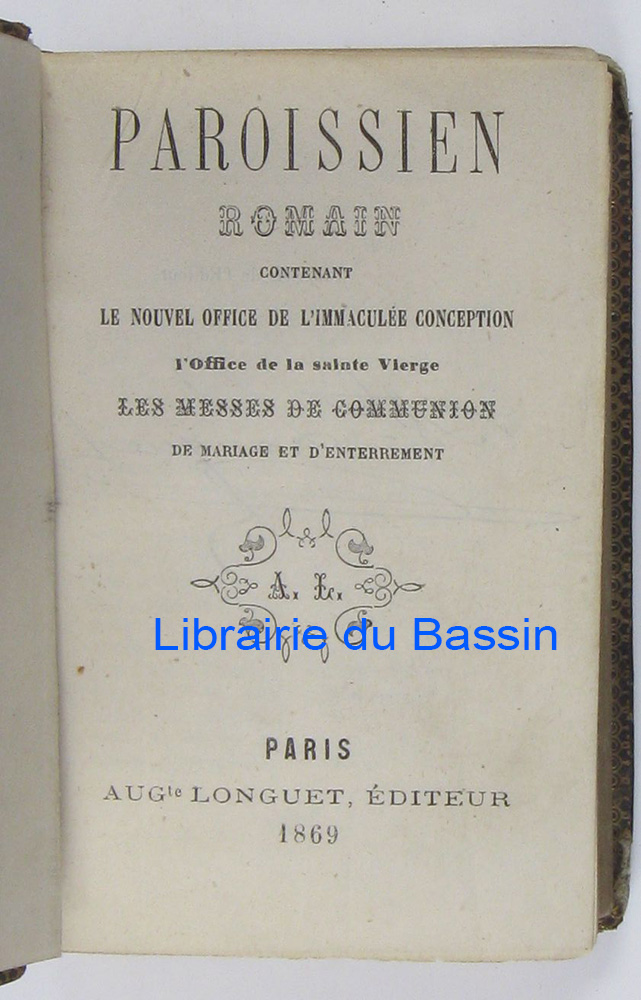 PAROISSIEN
ROMAIN
CONTENANT
LE NOUVEL OFFICE DE L'IMMACULÉE CONCEPTION
l'Office de la sainte Vierge
LES MESSES DE COMMUNION
DE MARIAGE ET D'ENTERREMENT
A. L.
Librairie du Bassin
PARIS
AUGte LONGUET, ÉDITEUR
1869